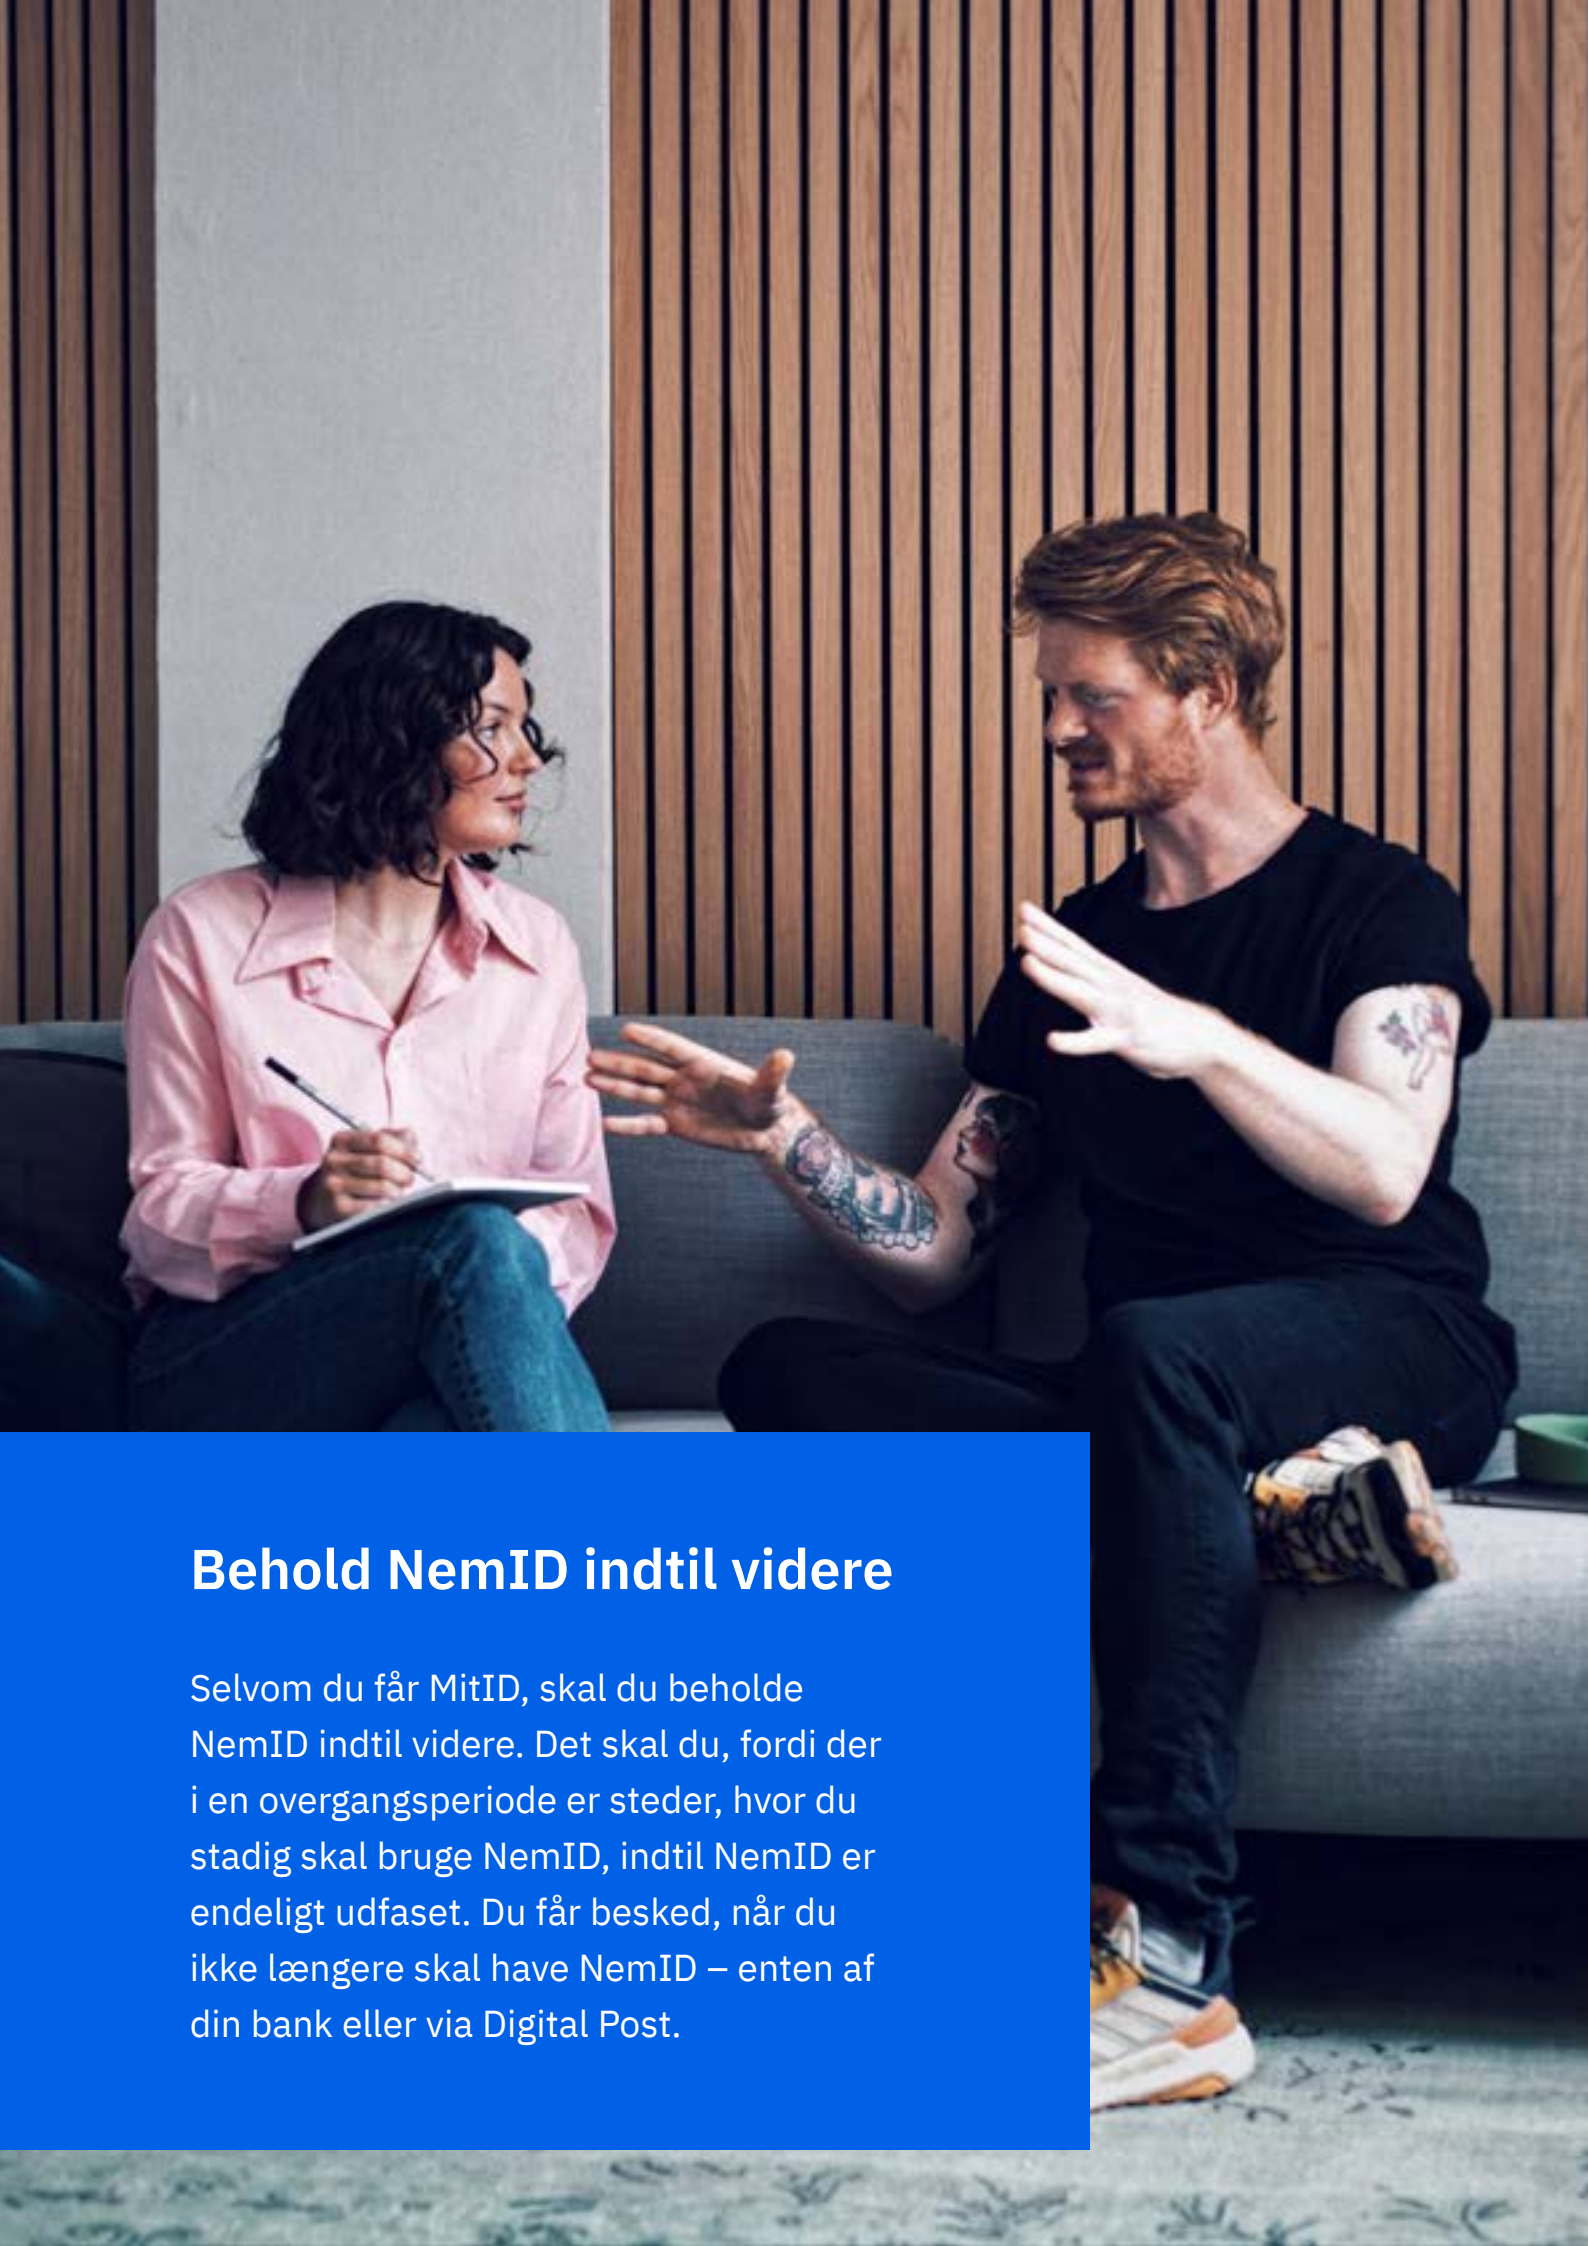 Behold NemID indtil videre
Selvom du får MitID, skal du beholde
NemID indtil videre. Det skal du, fordi der
i en overgangsperiode er steder, hvor du
stadig skal bruge NemID, indtil NemID er
endeligt udfaset. Du får besked, når du
ikke længere skal have NemID – enten af
din bank eller via Digital Post.